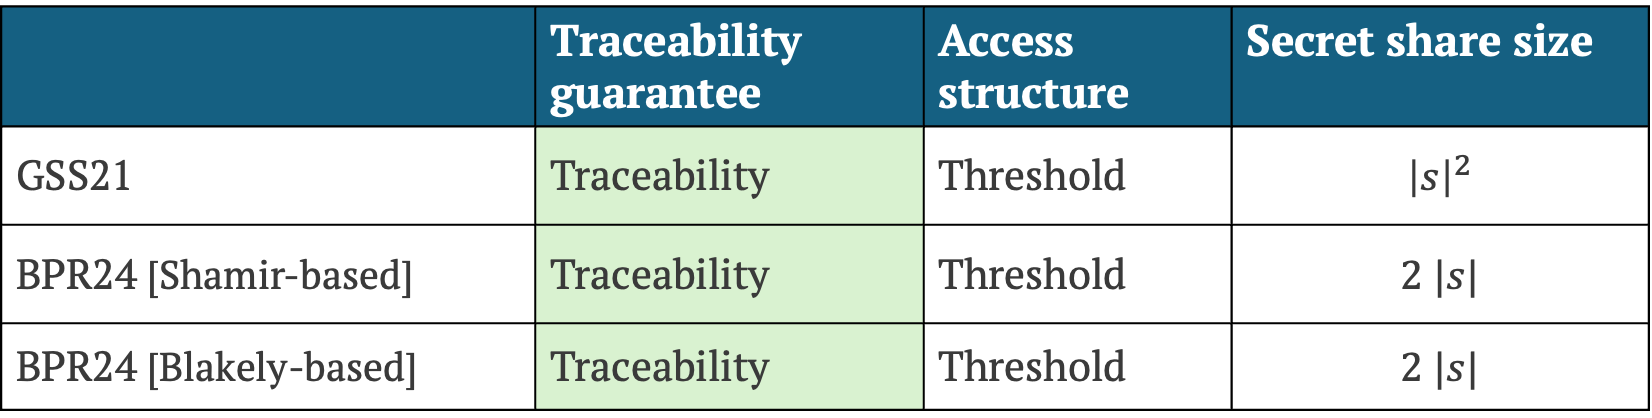 Traceability guarantee Access structure Secret share size
GSS21 Traceability Threshold |s|²
BPR24 [Shamir-based] Traceability Threshold 2 |s|
BPR24 [Blakely-based] Traceability Threshold 2 |s|